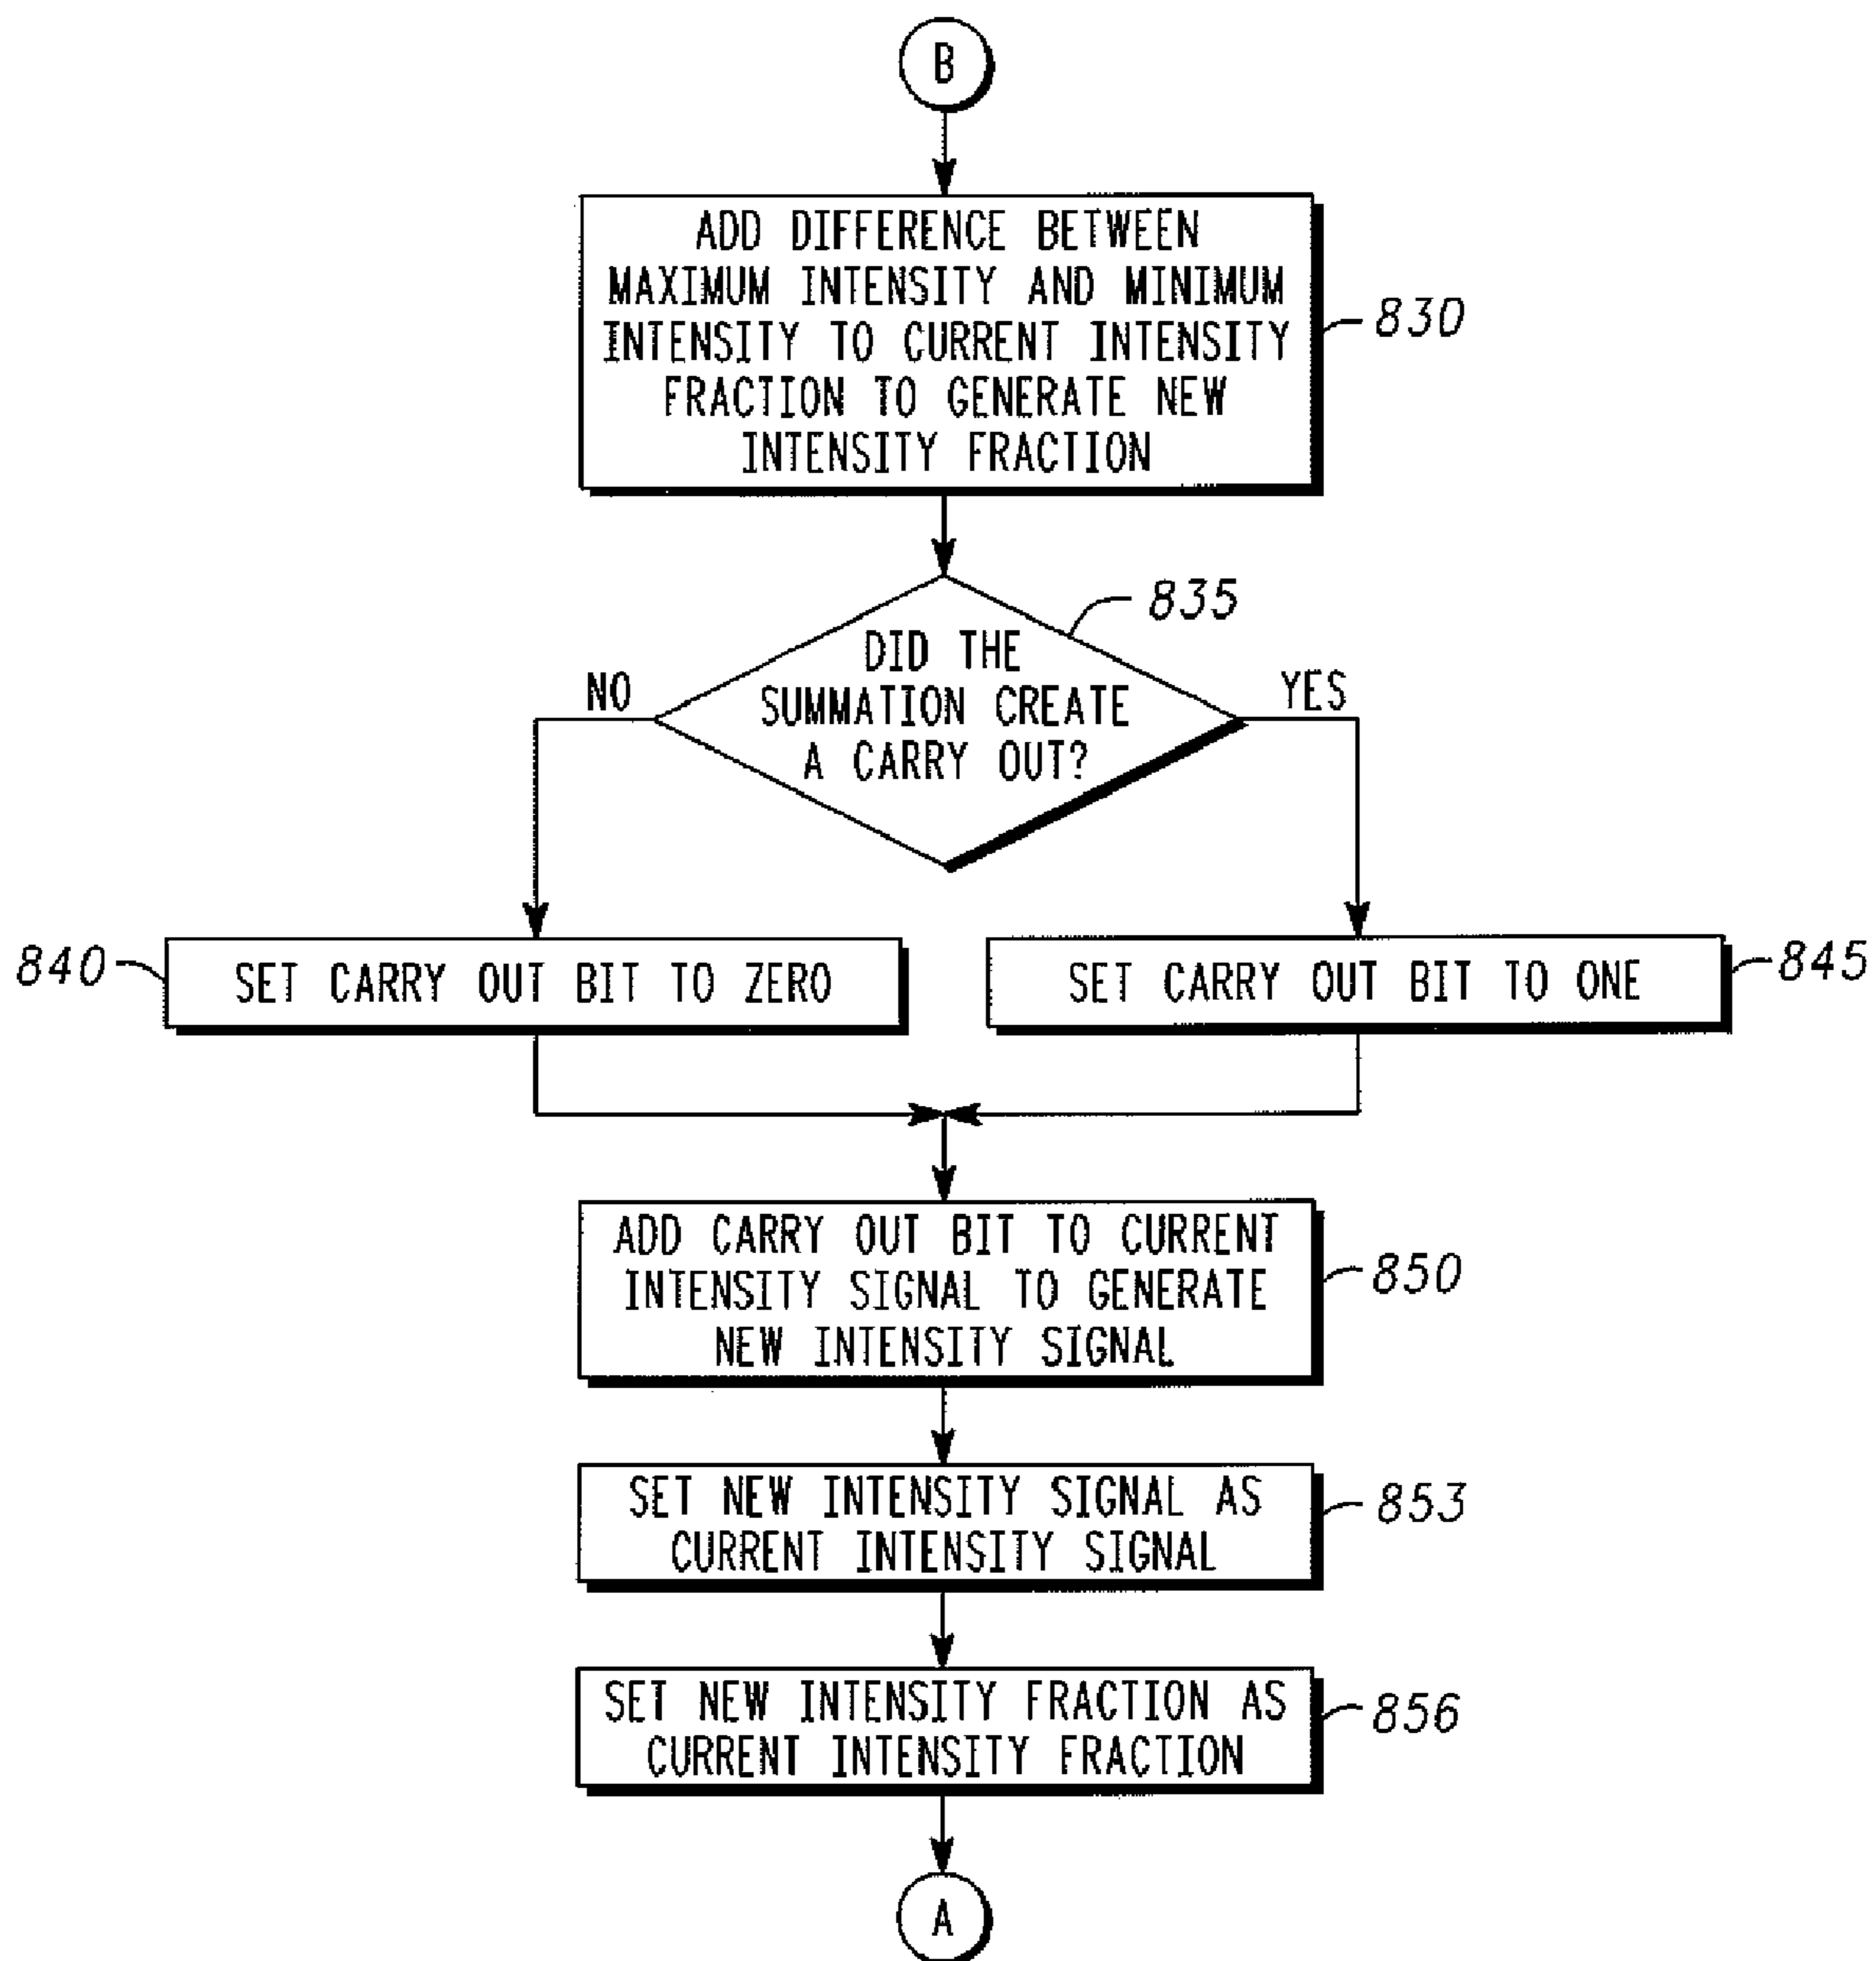 B
ADD DIFFERENCE BETWEEN
MAXIMUM INTENSITY AND MINIMUM
INTENSITY TO CURRENT INTENSITY
FRACTION TO GENERATE NEW
INTENSITY FRACTION
830
DID THE
SUMMATION CREATE
A CARRY OUT?
835
NO
YES
840
SET CARRY OUT BIT TO ZERO
SET CARRY OUT BIT TO ONE
845
ADD CARRY OUT BIT TO CURRENT
INTENSITY SIGNAL TO GENERATE
NEW INTENSITY SIGNAL
850
SET NEW INTENSITY SIGNAL AS
CURRENT INTENSITY SIGNAL
853
SET NEW INTENSITY FRACTION AS
CURRENT INTENSITY FRACTION
856
A